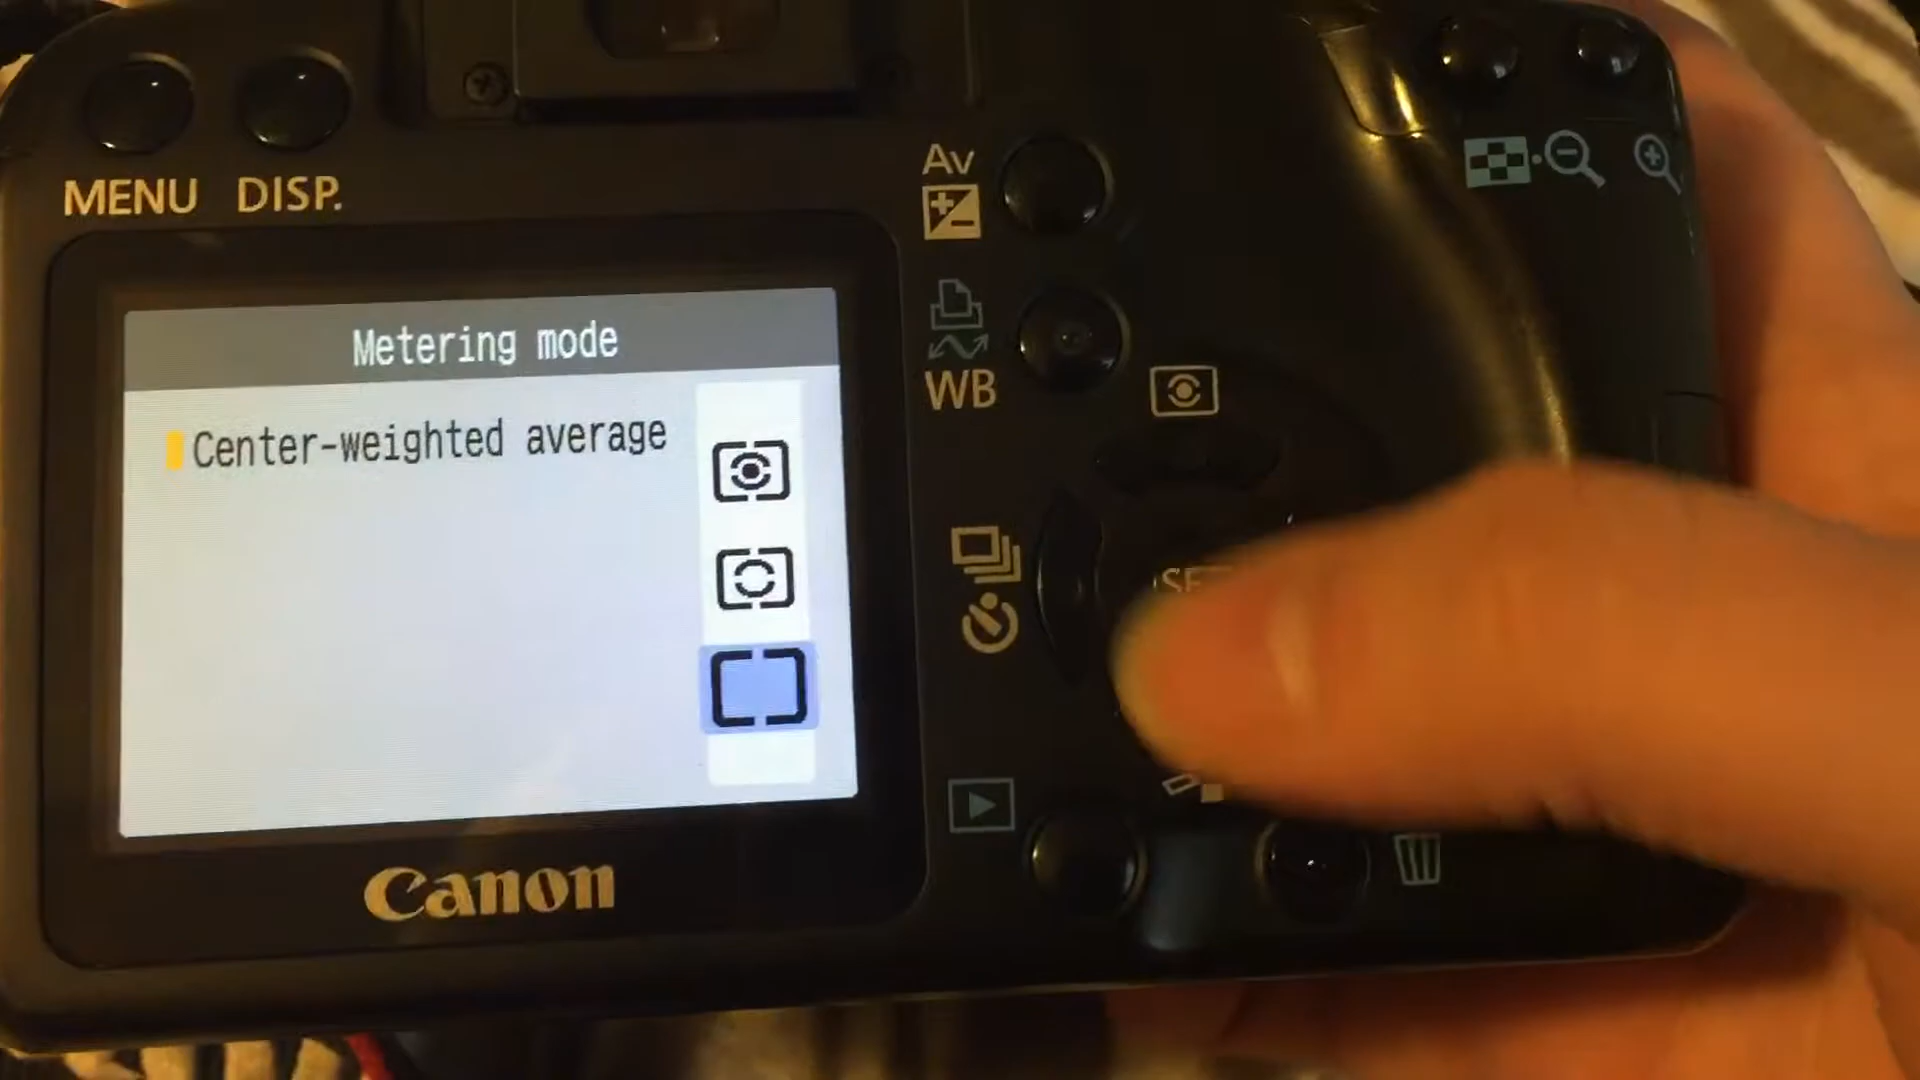 MENU DISP.
Av
Metering mode
Center-weighted average
WB
Canon